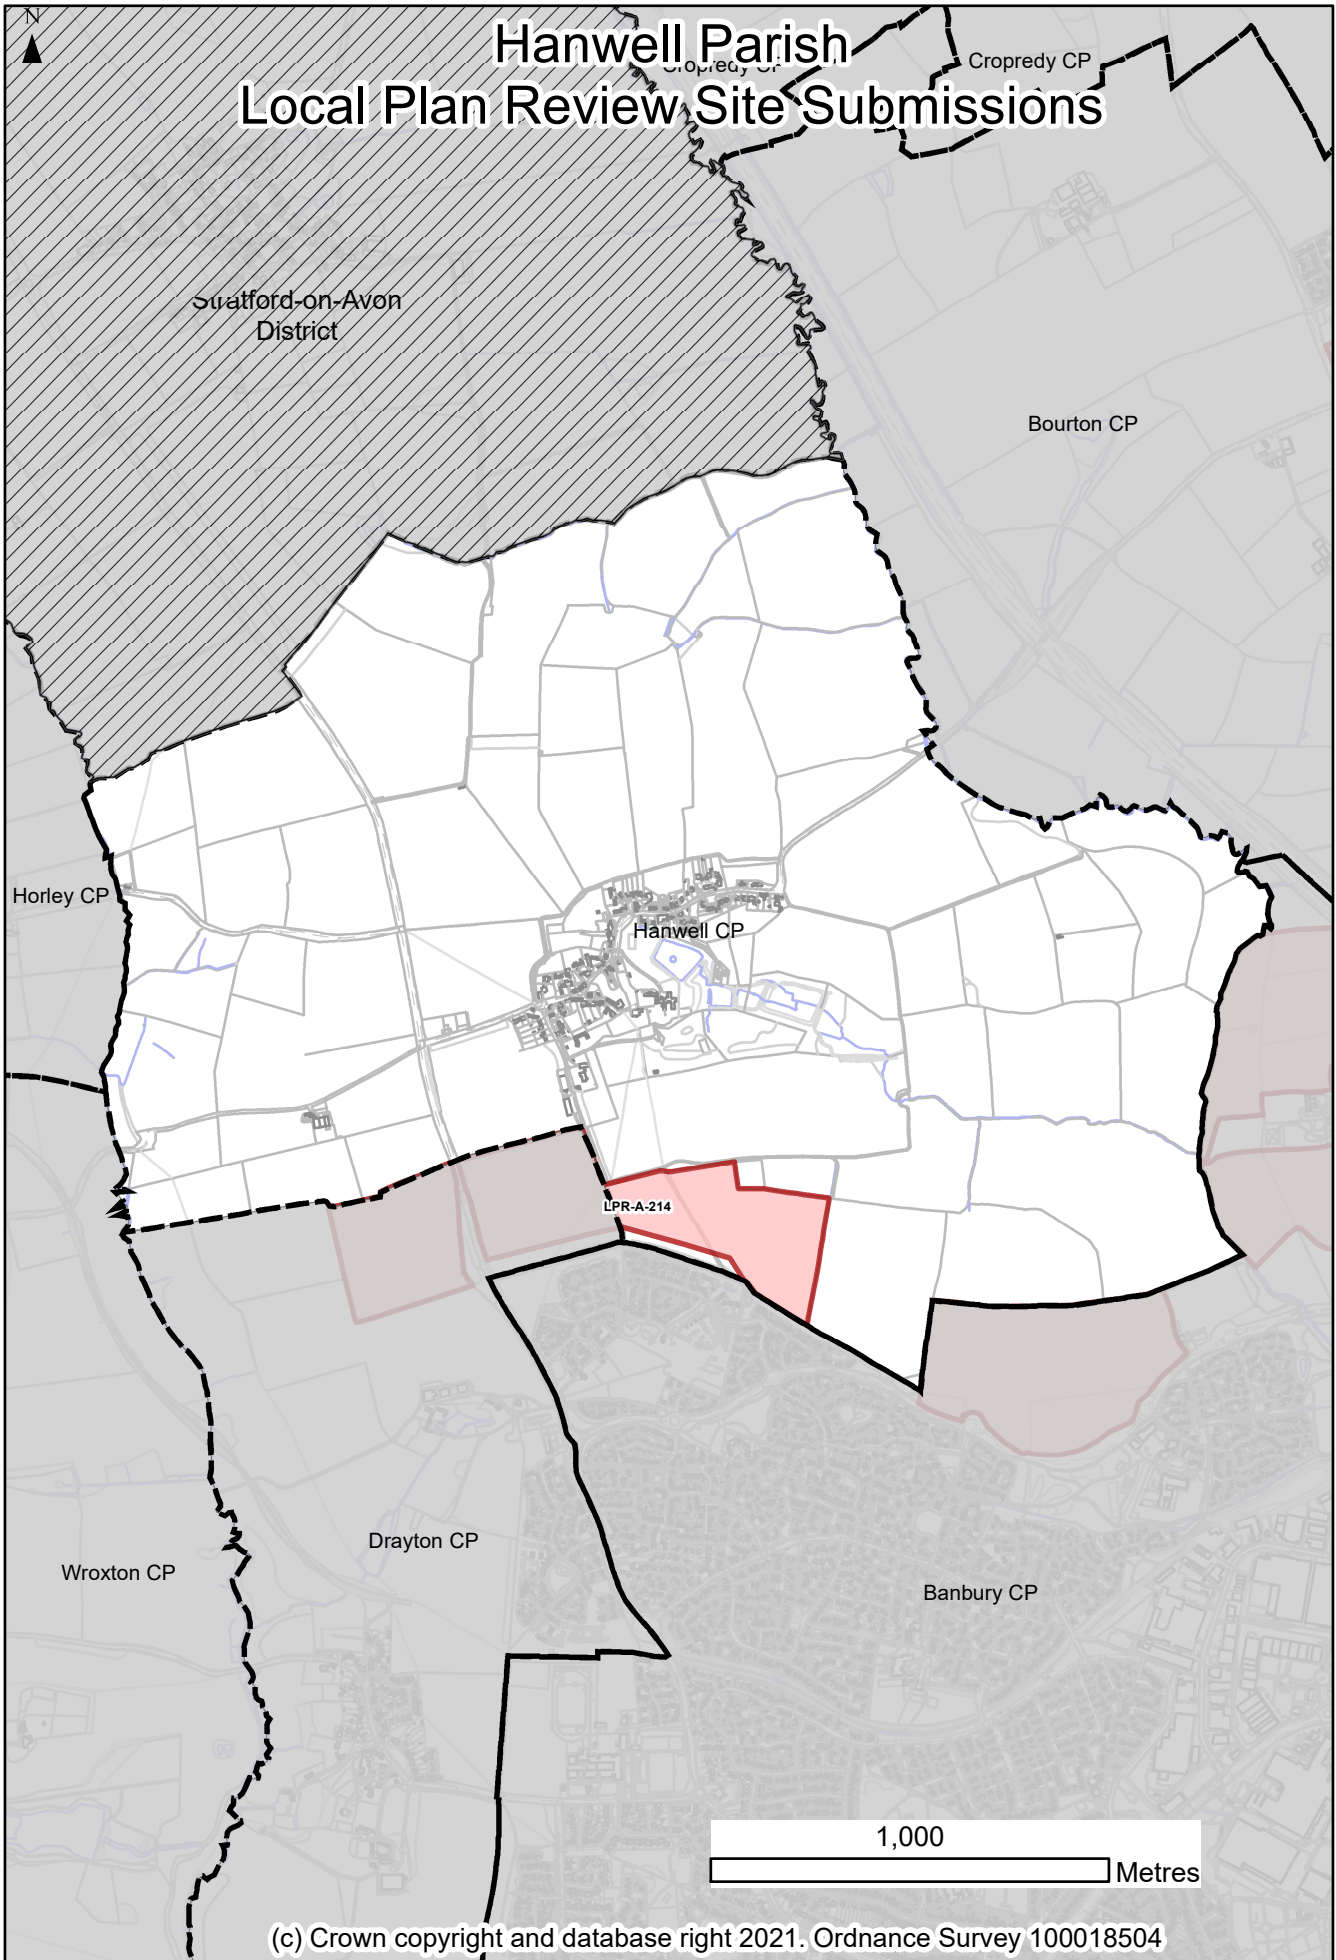 N
Hanwell Parish
Local Plan Review Site Submissions
Cropredy CP
Cropredy CP
Stratford-on-Avon
District
Bourton CP
Horley CP
Hanwell CP
LPR-A-214
Drayton CP
Wroxton CP
Banbury CP
1,000
Metres
(c) Crown copyright and database right 2021. Ordnance Survey 100018504